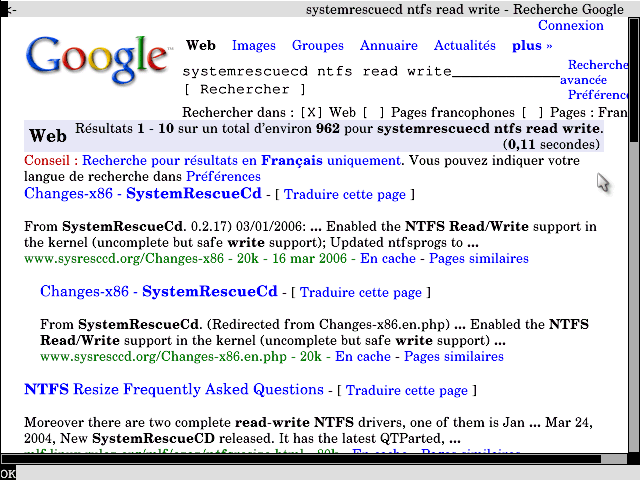 <-
systemrescuecd ntfs read write - Recherche Google
Connexion
Google™
Web Images Groupes Annuaire Actualités plus »
systemrescuecd ntfs read write
Recherche
avancée
Préférence
[ Rechercher ]
Rechercher dans : [X] Web [ ] Pages francophones [ ] Pages : Fran
Web Résultats 1 - 10 sur un total d'environ 962 pour systemrescuecd ntfs read write.
(0,11 secondes)
Conseil : Recherche pour résultats en Français uniquement. Vous pouvez indiquer votre
langue de recherche dans Préférences
Changes-x86 - SystemRescueCd - [ Traduire cette page ]
From SystemRescueCd. 0.2.17) 03/01/2006: ... Enabled the NTFS Read/Write support in
the kernel (uncomplete but safe write support); Updated ntfsprogs to ...
www.sysresccd.org/Changes-x86 - 20k - 16 mar 2006 - En cache - Pages similaires
Changes-x86 - SystemRescueCd - [ Traduire cette page ]
From SystemRescueCd. (Redirected from Changes-x86.en.php) ... Enabled the NTFS
Read/Write support in the kernel (uncomplete but safe write support) ...
www.sysresccd.org/Changes-x86.en.php - 20k - En cache - Pages similaires
NTFS Resize Frequently Asked Questions - [ Traduire cette page ]
Moreover there are two complete read-write NTFS drivers, one of them is Jan ... Mar 24,
2004, New SystemRescueCD released. It has the latest QTParted, ...
En cache - Pages similaires
OK